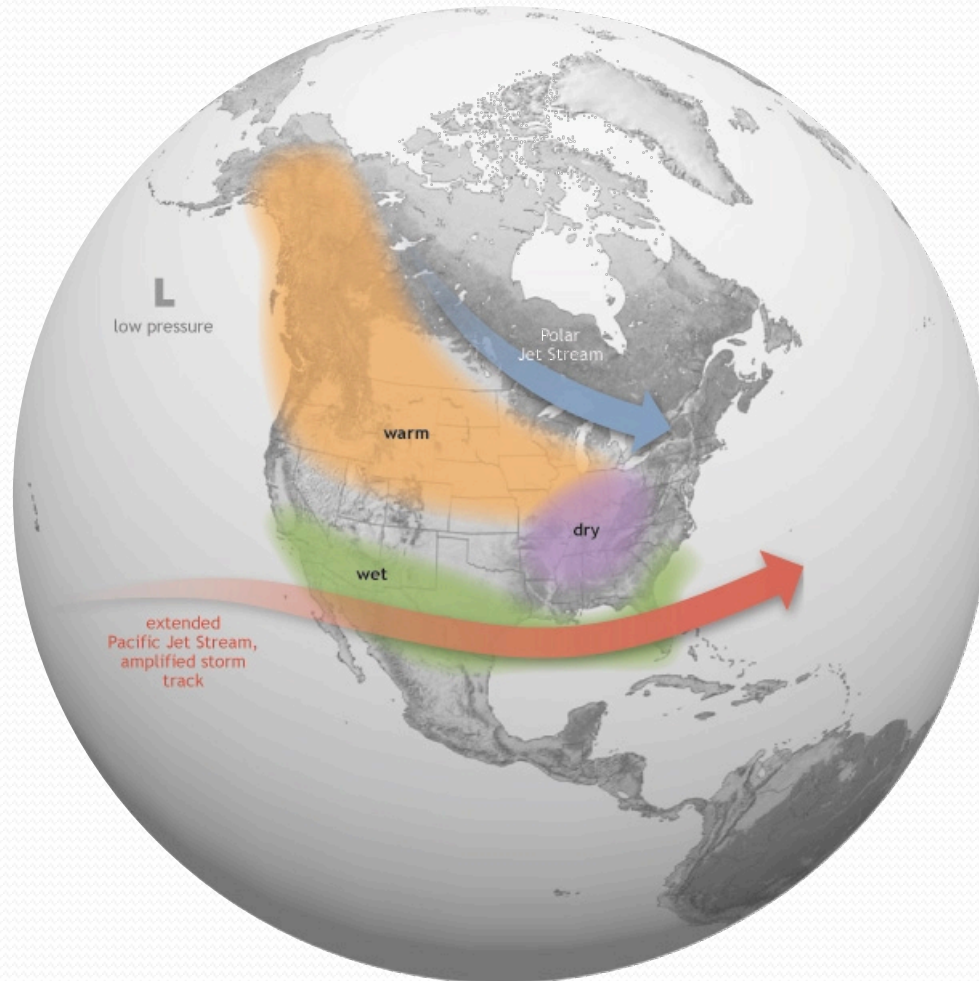 L
low pressure
Polar
Jet Stream
warm
dry
wet
extended
Pacific Jet Stream,
amplified storm
track